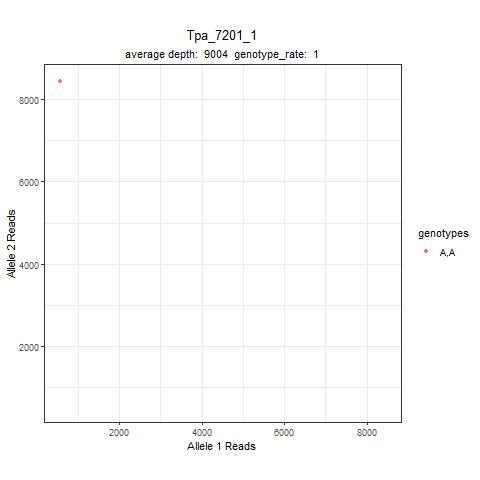 Tpa_7201_1
average depth:  9004  genotype_rate:  1
Allele 2 Reads
8000
6000
4000
2000
2000 4000 6000 8000
Allele 1 Reads
genotypes
A,A